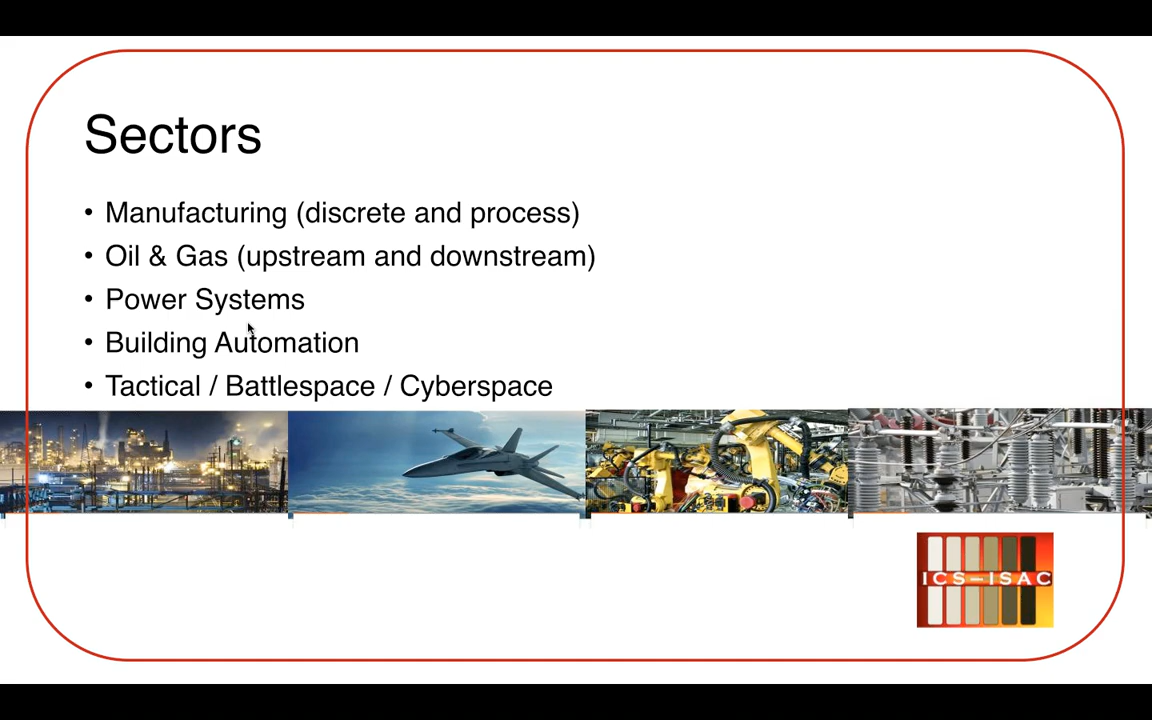 Sectors
• Manufacturing (discrete and process)
• Oil & Gas (upstream and downstream)
• Power Systems
• Building Automation
• Tactical / Battlespace / Cyberspace
ICS-ISAC